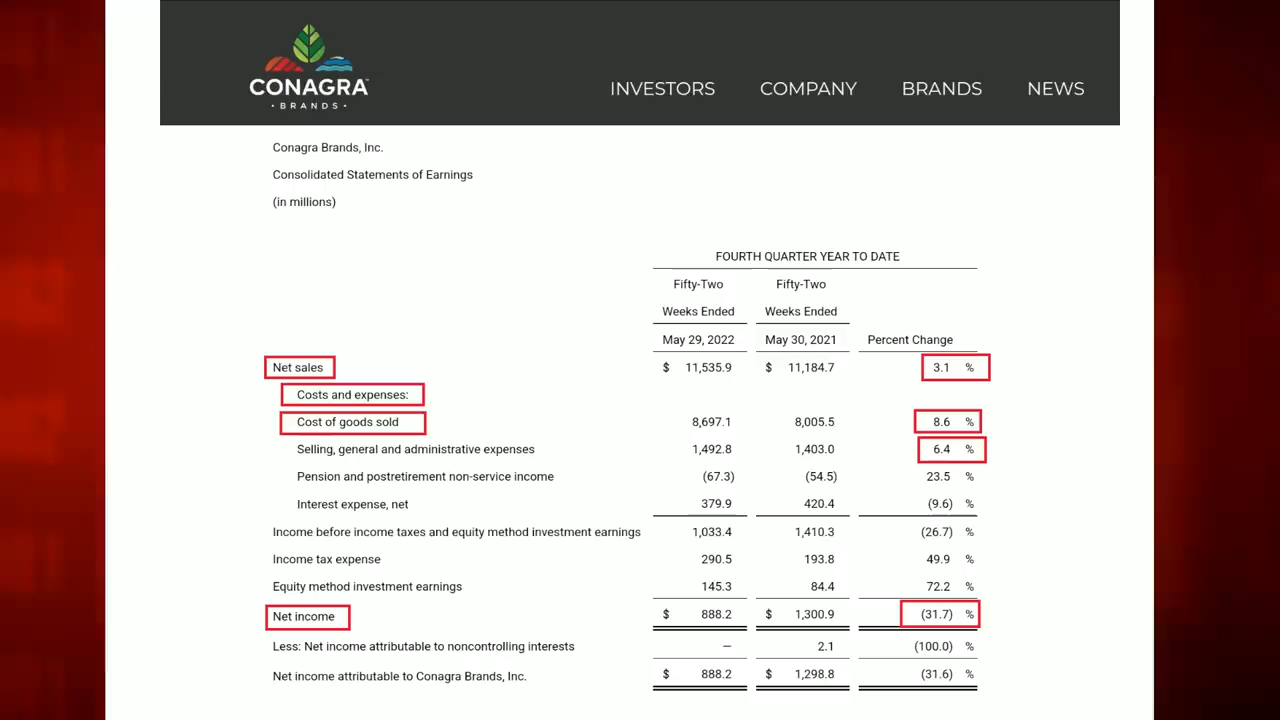 CONAGRA™
• BRANDS •
INVESTORS COMPANY BRANDS NEWS
Conagra Brands, Inc.
Consolidated Statements of Earnings
(in millions)
FOURTH QUARTER YEAR TO DATE
Fifty-Two Fifty-Two
Weeks Ended Weeks Ended
May 29, 2022 May 30, 2021 Percent Change
Net sales $ 11,535.9 $ 11,184.7 3.1 %
Costs and expenses:
Cost of goods sold 8,697.1 8,005.5 8.6 %
Selling, general and administrative expenses 1,492.8 1,403.0 6.4 %
Pension and postretirement non-service income (67.3) (54.5) 23.5 %
Interest expense, net 379.9 420.4 (9.6) %
Income before income taxes and equity method investment earnings 1,033.4 1,410.3 (26.7) %
Income tax expense 290.5 193.8 49.9 %
Equity method investment earnings 145.3 84.4 72.2 %
Net income $ 888.2 $ 1,300.9 (31.7) %
Less: Net income attributable to noncontrolling interests — 2.1 (100.0) %
Net income attributable to Conagra Brands, Inc. $ 888.2 $ 1,298.8 (31.6) %